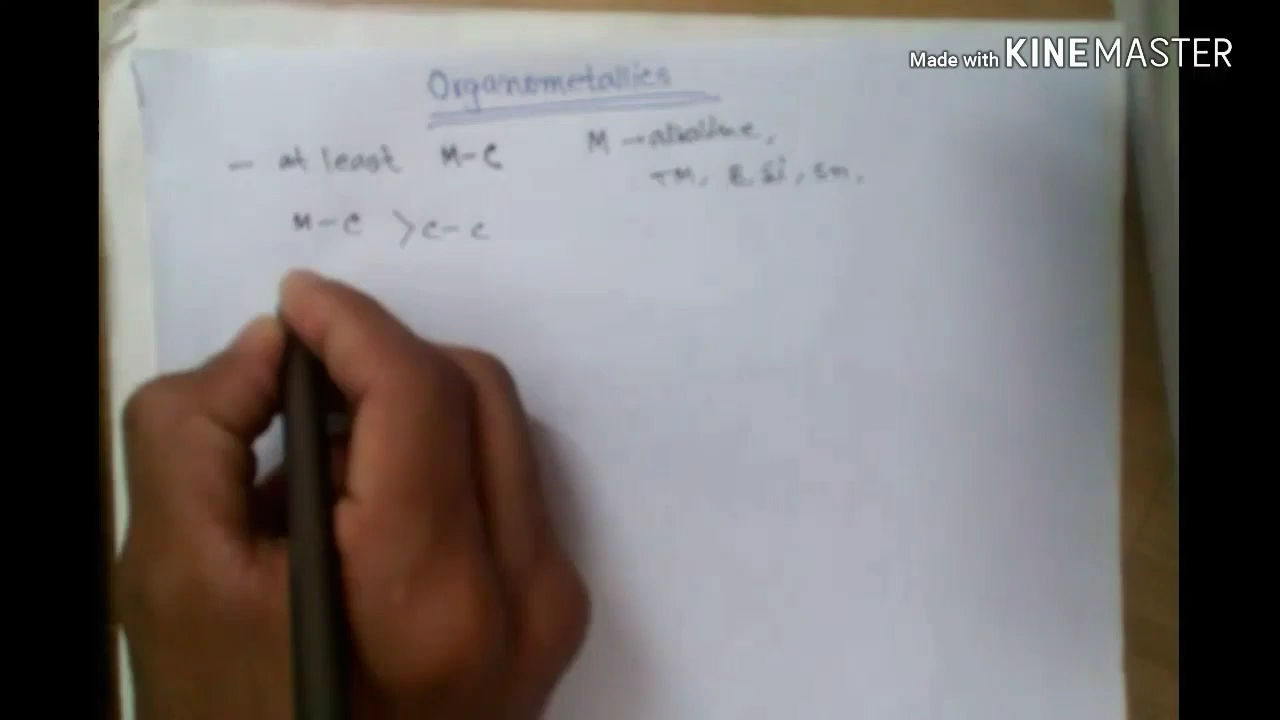 Made with KINEMASTER
Organometallics
- at least M-C M - alkaline,
TM, B, Si, Sn,
M-C > C-C